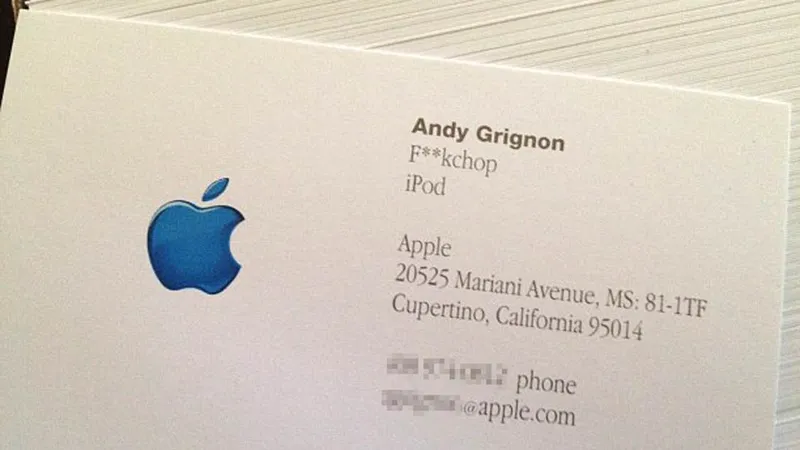 Andy Grignon
F**kchop
iPod
Apple
20525 Mariani Avenue, MS: 81-1TF
Cupertino, California 95014
phone
@apple.com